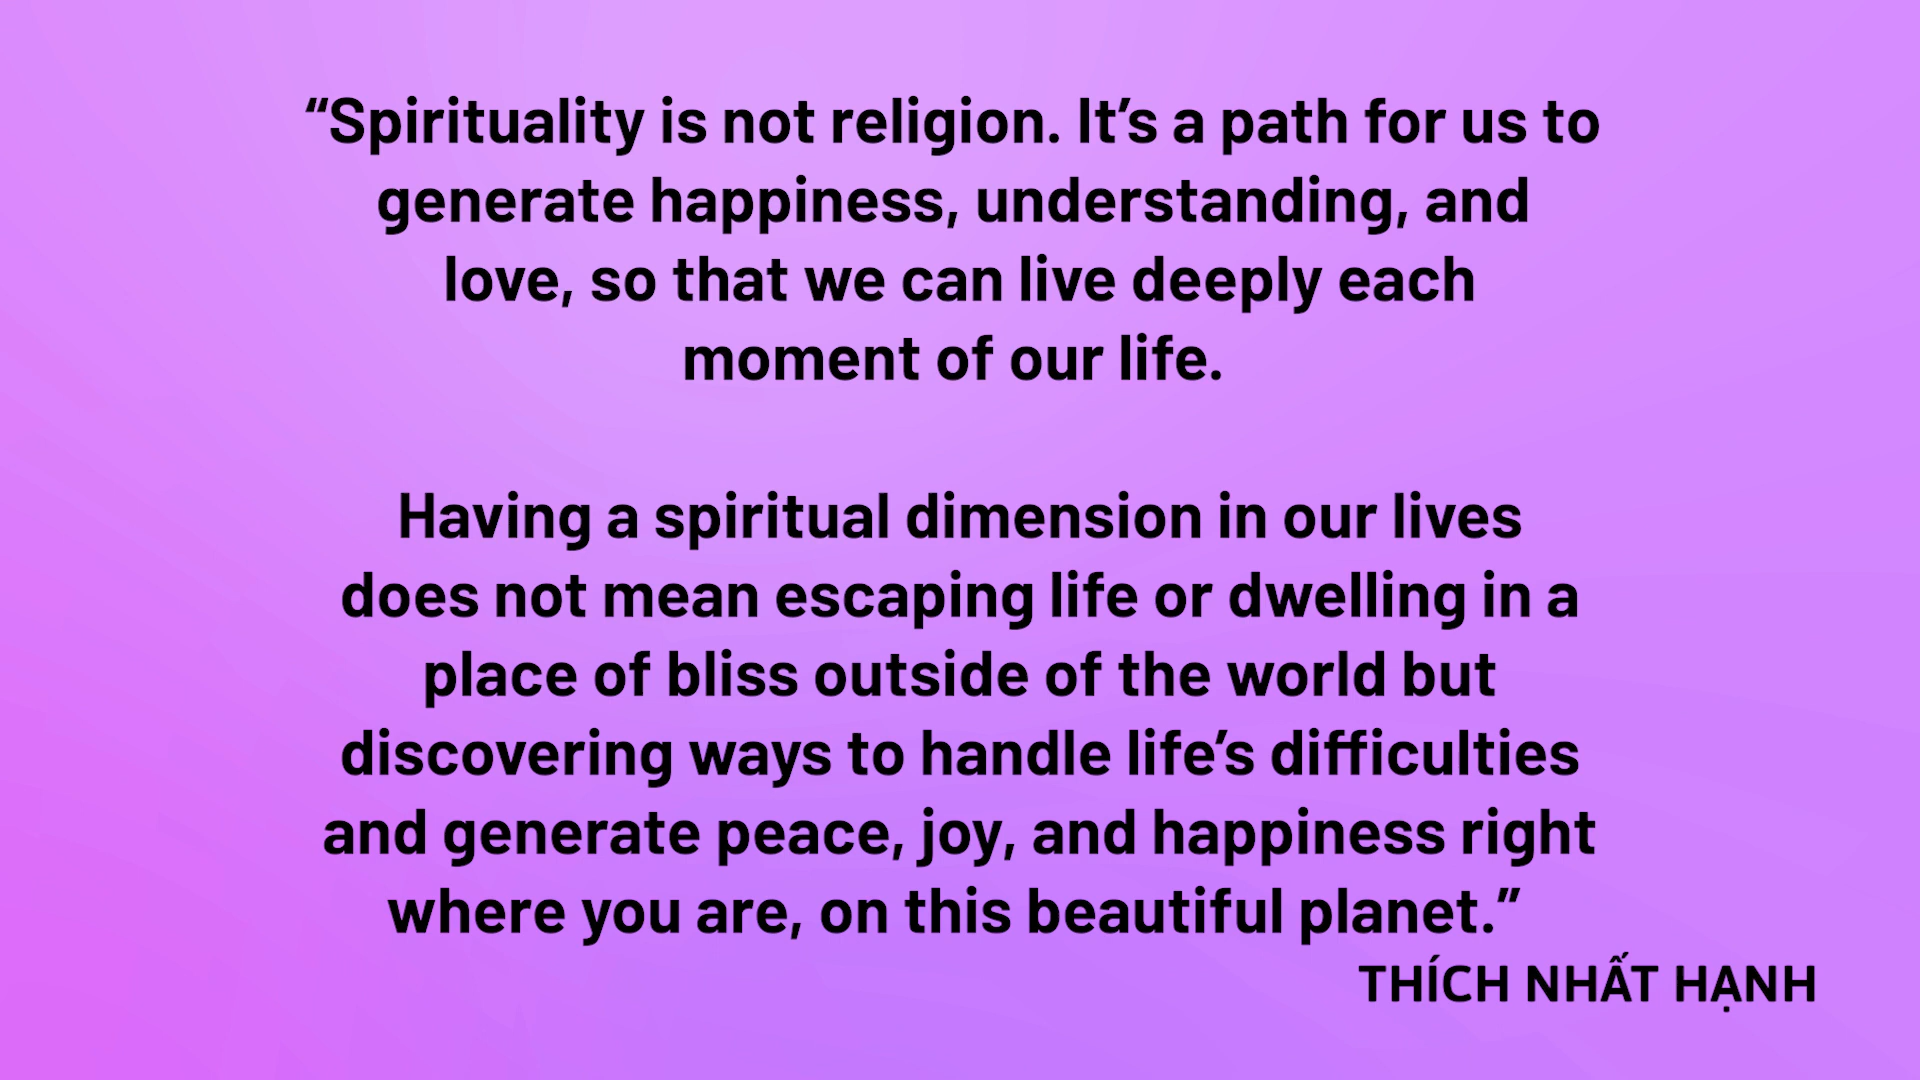 “Spirituality is not religion. It’s a path for us to
generate happiness, understanding, and
love, so that we can live deeply each
moment of our life.
Having a spiritual dimension in our lives
does not mean escaping life or dwelling in a
place of bliss outside of the world but
discovering ways to handle life’s difficulties
and generate peace, joy, and happiness right
where you are, on this beautiful planet.”
THÍCH NHẤT HẠNH